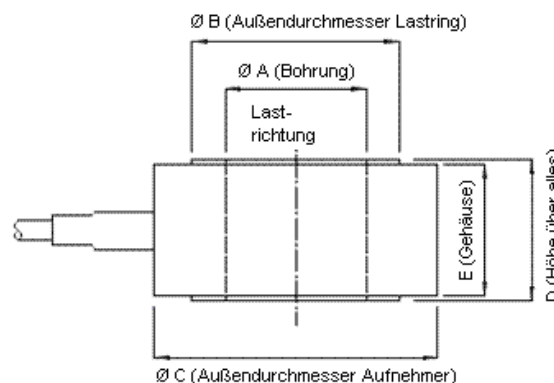 Ø B (Außendurchmesser Lastring)
Ø A (Bohrung)
Last-
richtung
E (Gehäuse)
D (Höhe über alles)
Ø C (Außendurchmesser Aufnehmer)